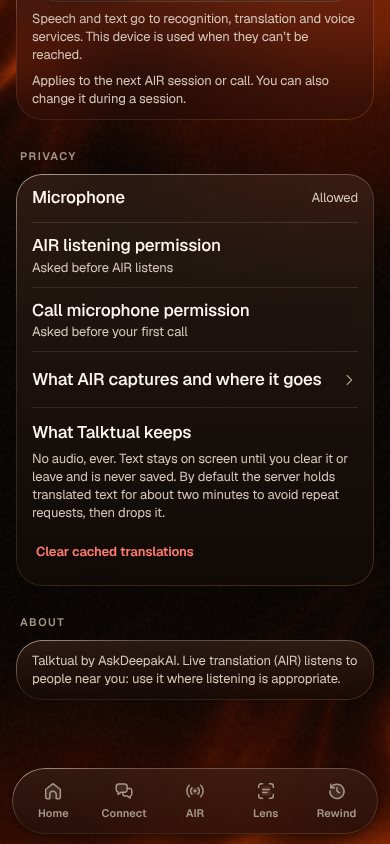 Speech and text go to recognition, translation and voice
services. This device is used when they can't be
reached.
Applies to the next AIR session or call. You can also
change it during a session.
PRIVACY
Microphone
Allowed
AIR listening permission
Asked before AIR listens
Call microphone permission
Asked before your first call
What AIR captures and where it goes
What Talktual keeps
No audio, ever. Text stays on screen until you clear it or
leave and is never saved. By default the server holds
translated text for about two minutes to avoid repeat
requests, then drops it.
Clear cached translations
ABOUT
Talktual by AskDeepakAI. Live translation (AIR) listens to
people near you: use it where listening is appropriate.
Home
Connect
AIR
Lens
Rewind